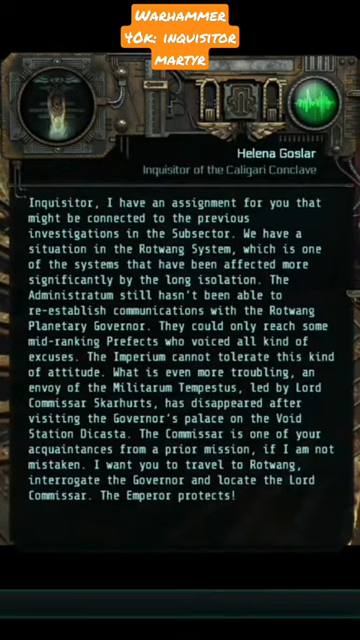 Warhammer
40k: inquisitor
martyr
Helena Goslar
Inquisitor of the Caligari Conclave
Inquisitor, I have an assignment for you that
might be connected to the previous
investigations in the Subsector. We have a
situation in the Rotwang System, which is one
of the systems that have been affected more
significantly by the long isolation. The
Administratum still hasn't been able to
re-establish communications with the Rotwang
Planetary Governor. They could only reach some
mid-ranking Prefects who voiced all kind of
excuses. The Imperium cannot tolerate this kind
of attitude. What is even more troubling, an
envoy of the Militarum Tempestus, led by Lord
Commissar Skarhurts, has disappeared after
visiting the Governor's palace on the Void
Station Dicasta. The Commissar is one of your
acquaintances from a prior mission, if I am not
mistaken. I want you to travel to Rotwang,
interrogate the Governor and locate the Lord
Commissar. The Emperor protects!